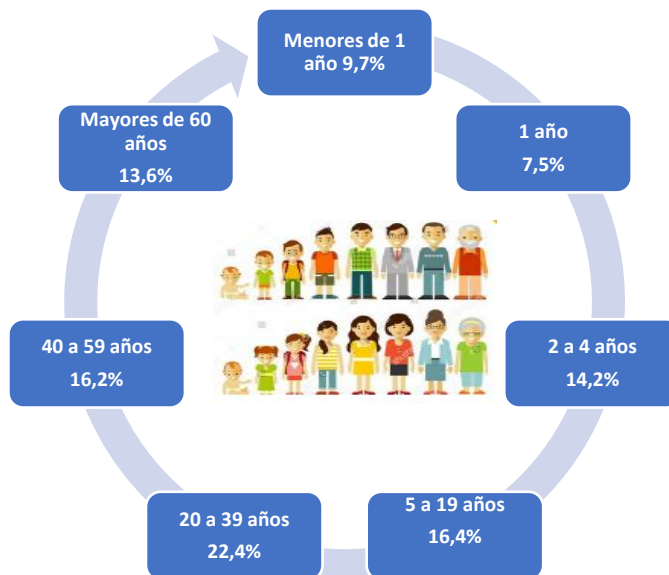 Menores de 1
año 9,7%
1 año
7,5%
2 a 4 años
14,2%
5 a 19 años
16,4%
20 a 39 años
22,4%
40 a 59 años
16,2%
Mayores de 60
años
13,6%